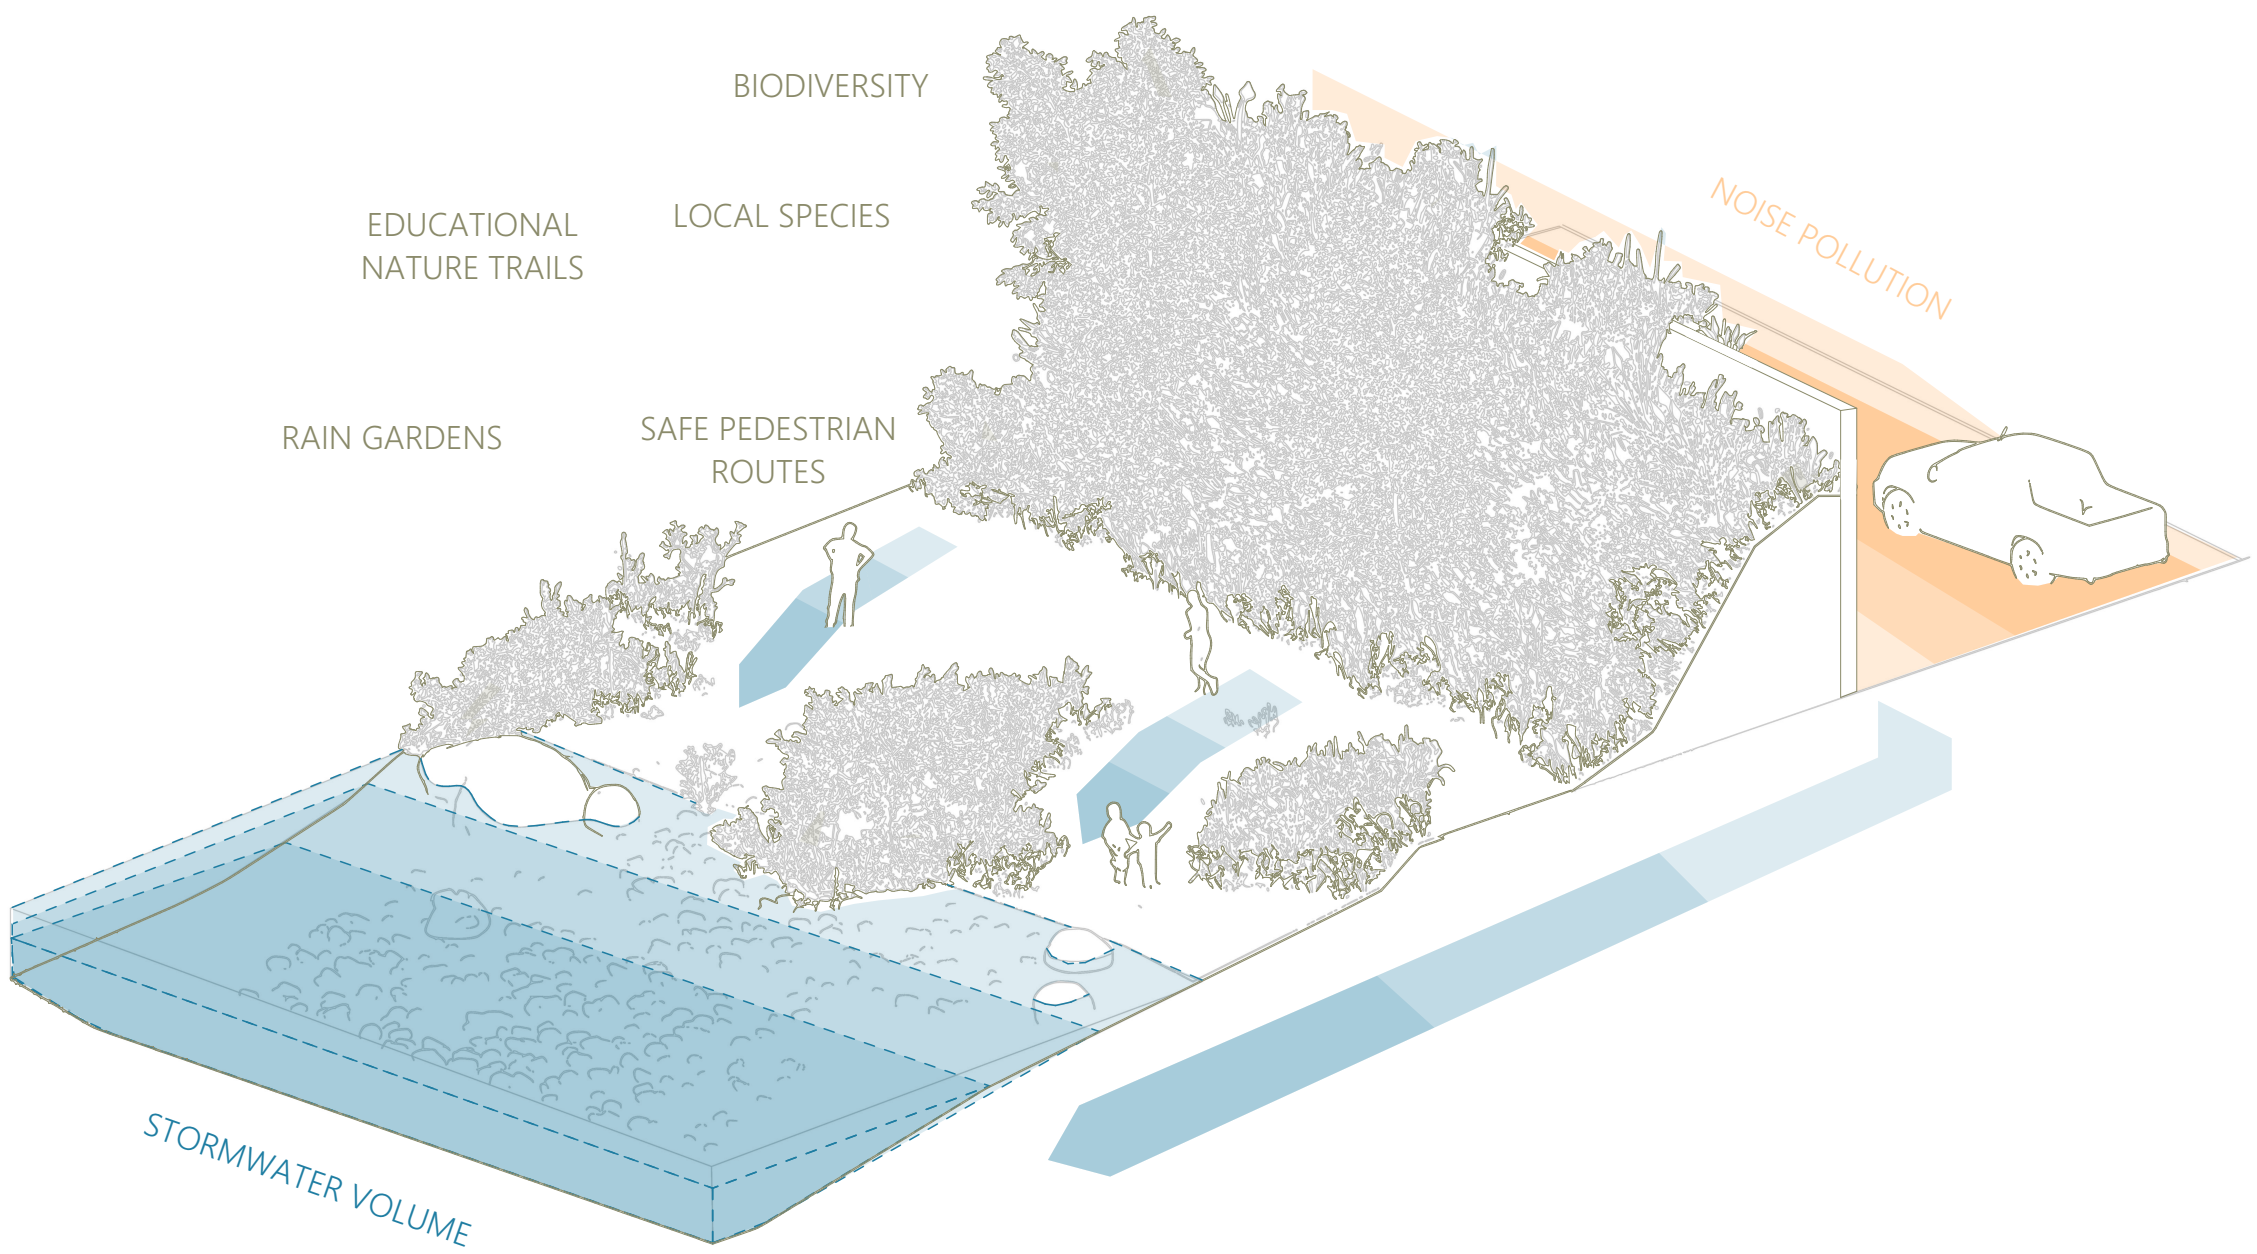 BIODIVERSITY
NOISE POLLUTION
EDUCATIONAL
NATURE TRAILS
LOCAL SPECIES
RAIN GARDENS
SAFE PEDESTRIAN
ROUTES
STORMWATER VOLUME